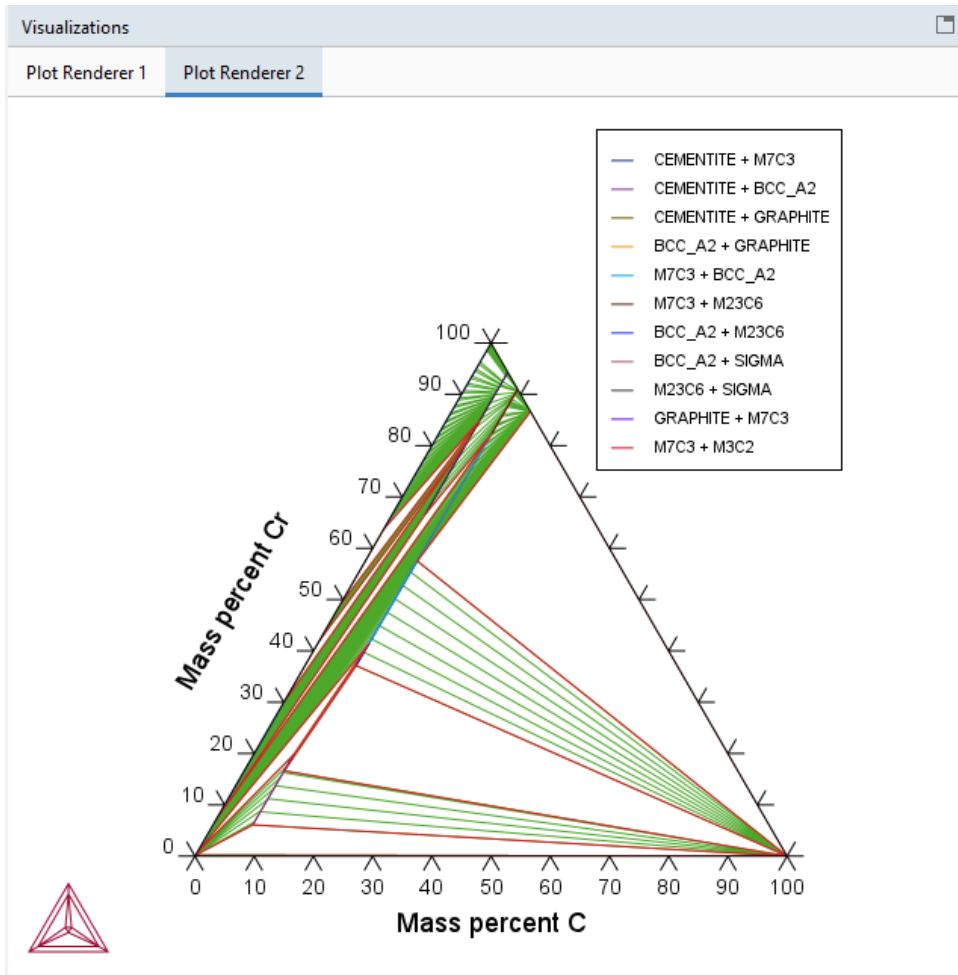 Visualizations
Plot Renderer 1 Plot Renderer 2
CEMENTITE + M7C3
CEMENTITE + BCC_A2
CEMENTITE + GRAPHITE
BCC_A2 + GRAPHITE
M7C3 + BCC_A2
M7C3 + M23C6
BCC_A2 + M23C6
BCC_A2 + SIGMA
M23C6 + SIGMA
GRAPHITE + M7C3
M7C3 + M3C2
100
90
80
70
60
50
40
30
20
10
0
Mass percent Cr
0 10 20 30 40 50 60 70 80 90 100
Mass percent C